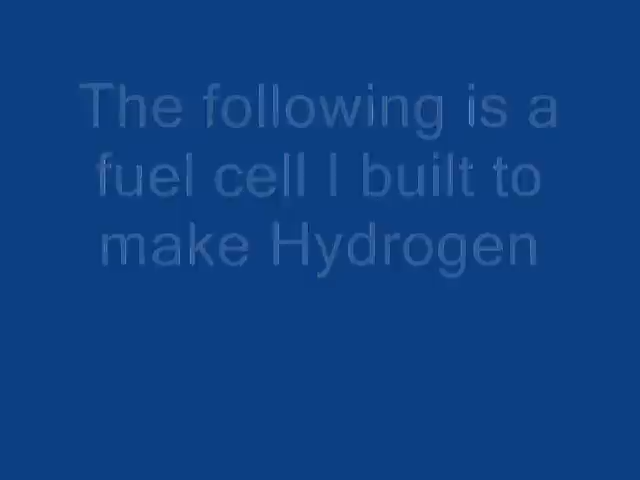 The following is a
fuel cell I built to
make Hydrogen